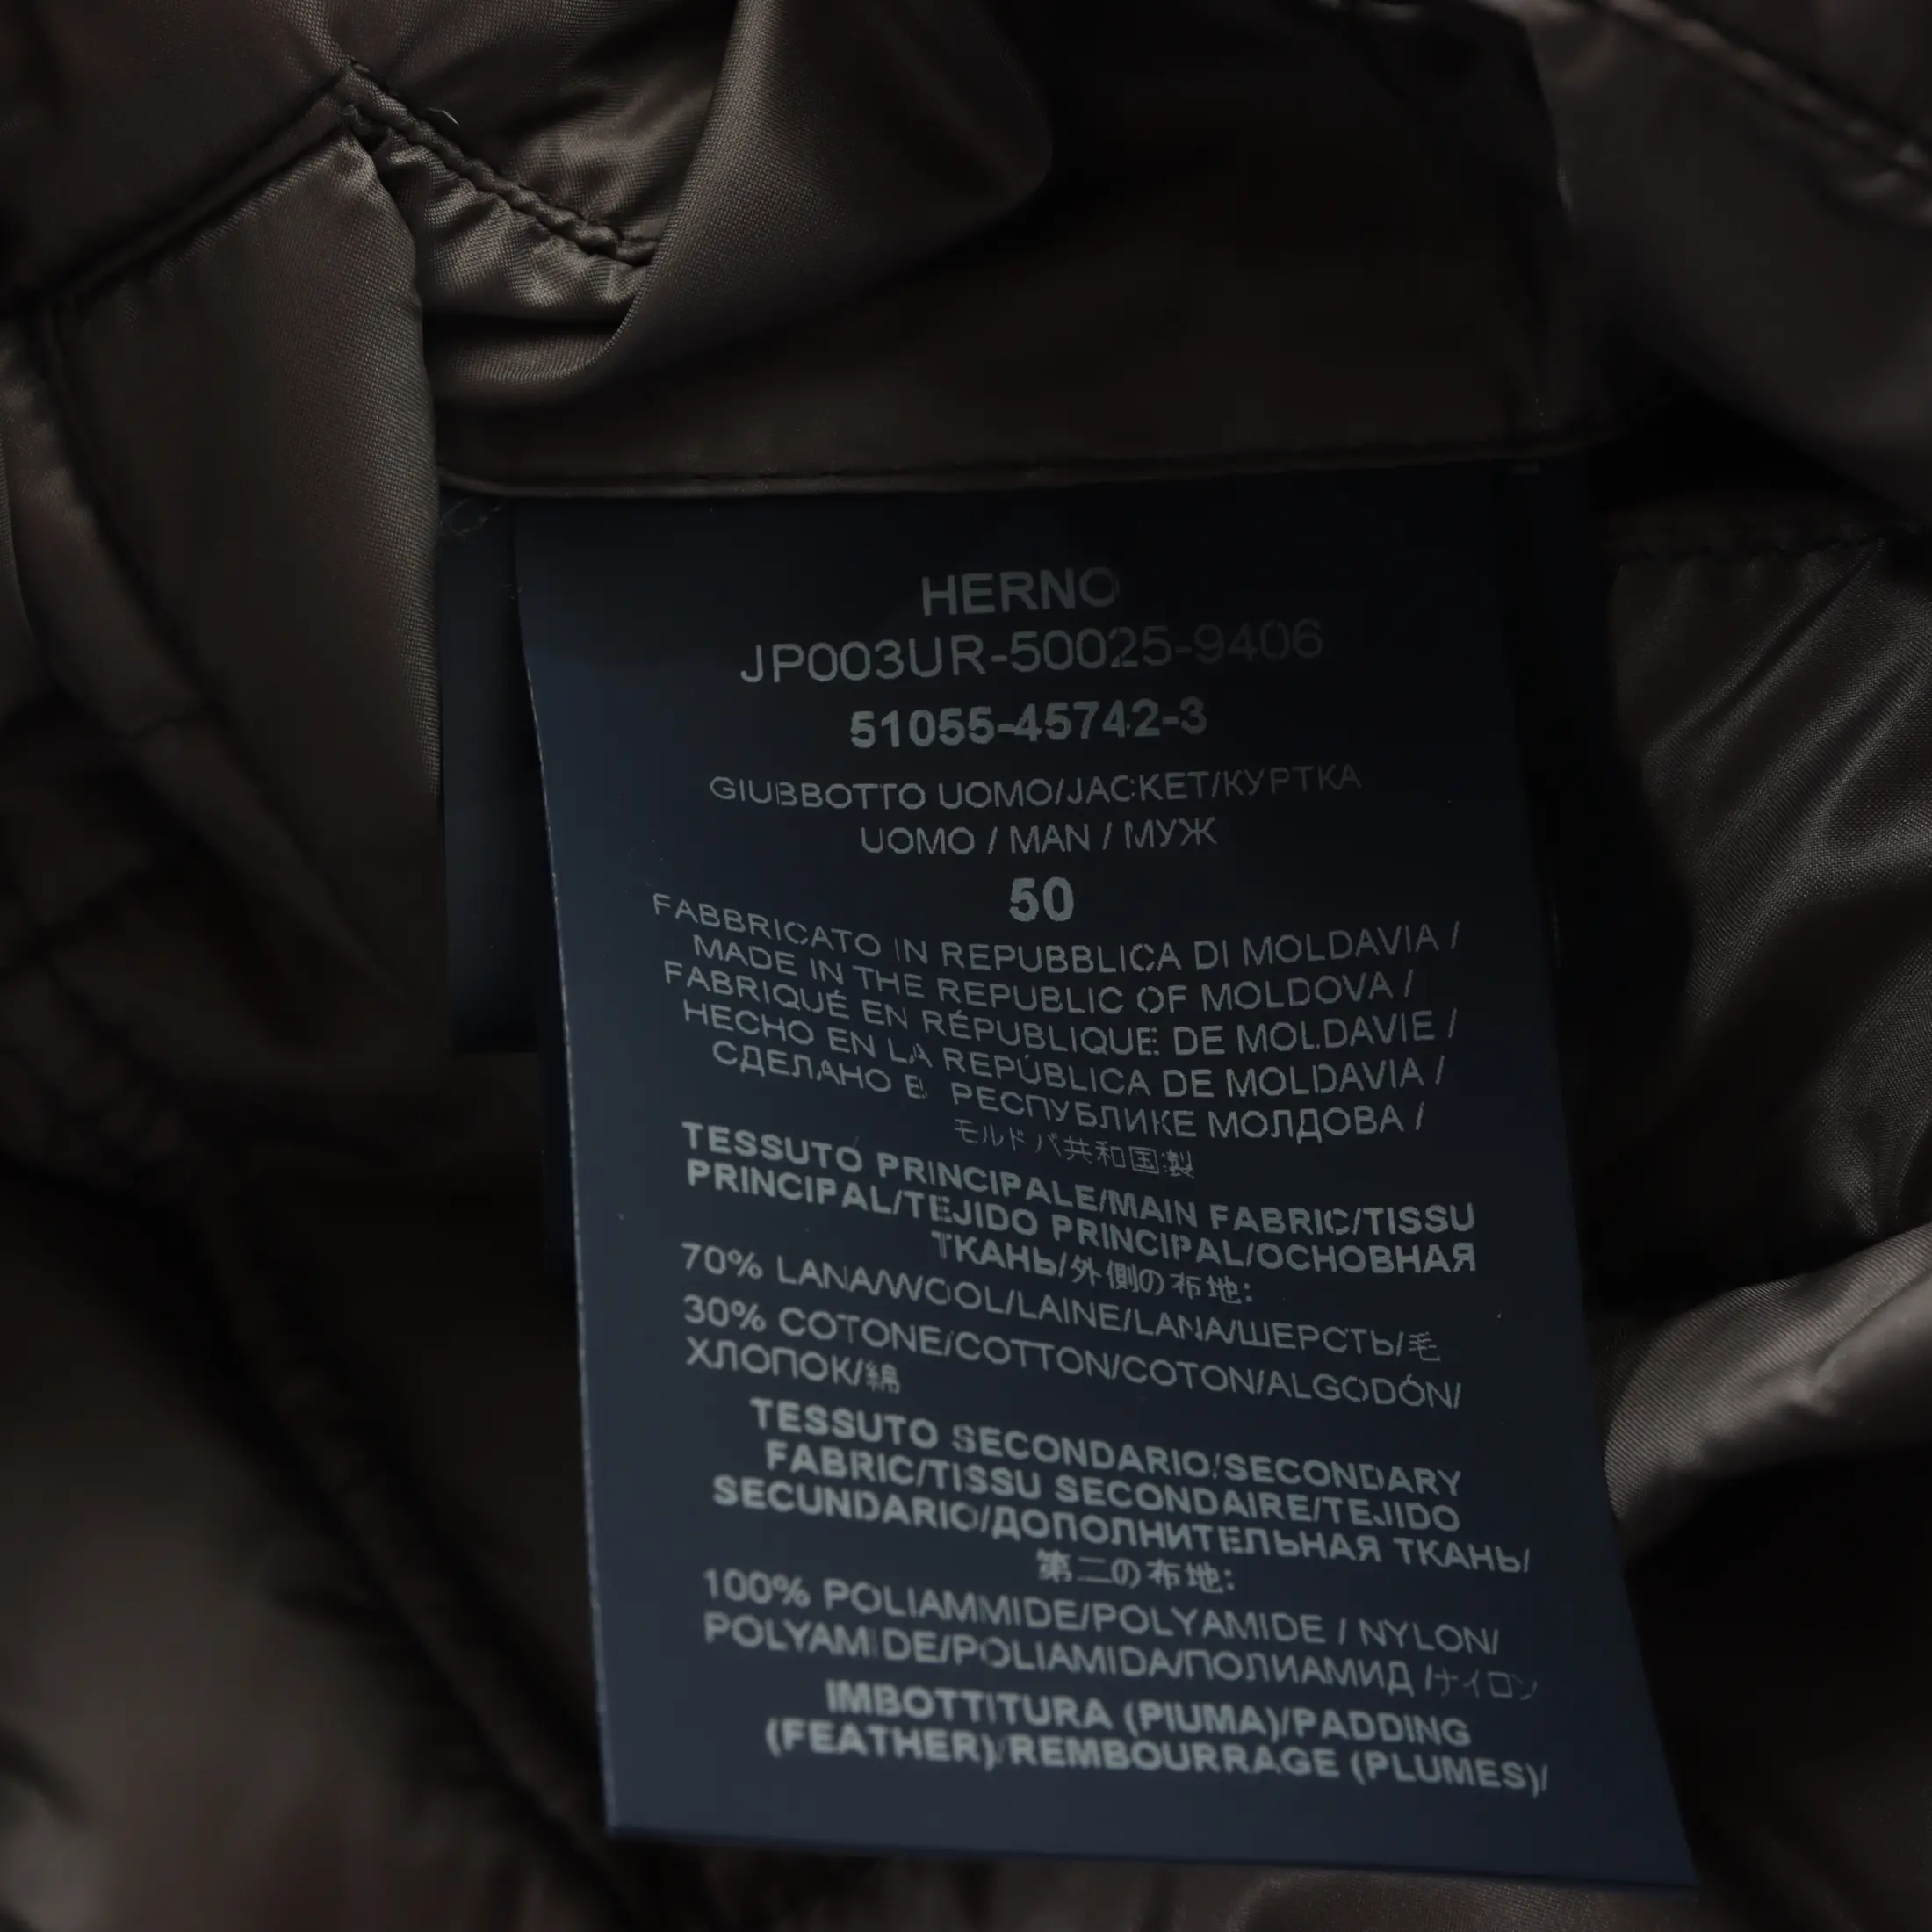 HERNO
JP003UR-50025-9406
51055-45742-3
GIUBBOTTO UOMO/JACKET/КУРТКА
UOMO / MAN / МУЖ
50
FABBRICATO IN REPUBBLICA DI MOLDAVIA /
MADE IN THE REPUBLIC OF MOLDOVA /
FABRIQUÉ EN RÉPUBLIQUE DE MOLDAVIE /
HECHO EN LA REPÚBLICA DE MOLDAVIA /
СДЕЛАНО В РЕСПУБЛИКЕ МОЛДОВА /
モルドバ共和国製
TESSUTO PRINCIPALE/MAIN FABRIC/TISSU
PRINCIPAL/TEJIDO PRINCIPAL/ОСНОВНАЯ
ТКАНЬ/外側の布地:
70% LANA/WOOL/LAINE/LANA/ШЕРСТЬ/毛
30% COTONE/COTTON/COTON/ALGODÓN/
ХЛОПОК/綿
TESSUTO SECONDARIO/SECONDARY
FABRIC/TISSU SECONDAIRE/TEJIDO
SECUNDARIO/ДОПОЛНИТЕЛЬНАЯ ТКАНЬ/
第二の布地:
100% POLIAMMIDE/POLYAMIDE / NYLON/
POLYAMIDE/POLIAMIDA/ПОЛИАМИД /ナイロン
IMBOTTITURA (PIUMA)/PADDING
(FEATHER)/REMBOURRAGE (PLUMES)/